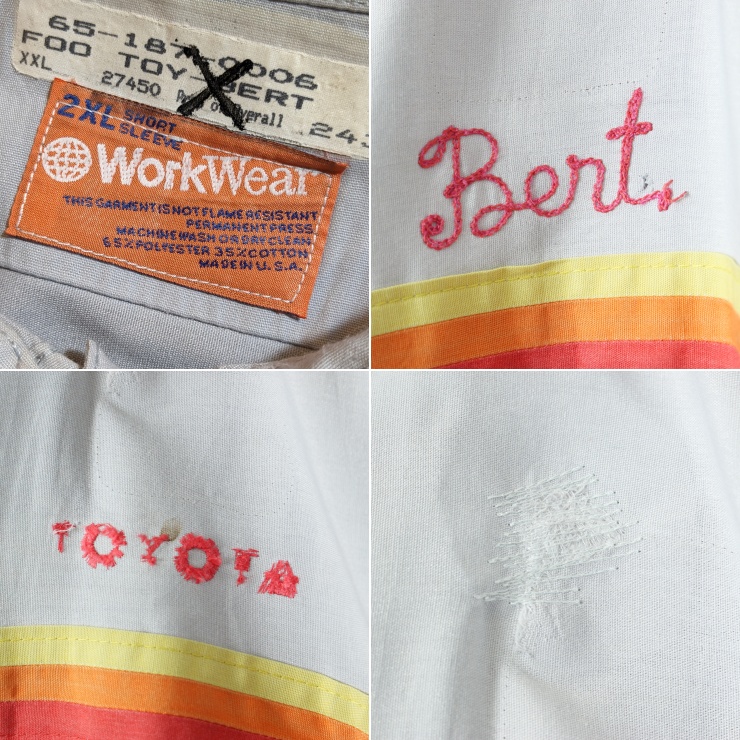 65-187-0006
FOO TOY-BERT
XXL 27450
2XL SHORT
SLEEVE
WorkWear
THIS GARMENT IS NOT FLAME RESISTANT
PERMANENT PRESS
MACHINE WASH OR DRY CLEAN
65% POLYESTER 35% COTTON
MADE IN U.S.A.
Bert
TOYOTA